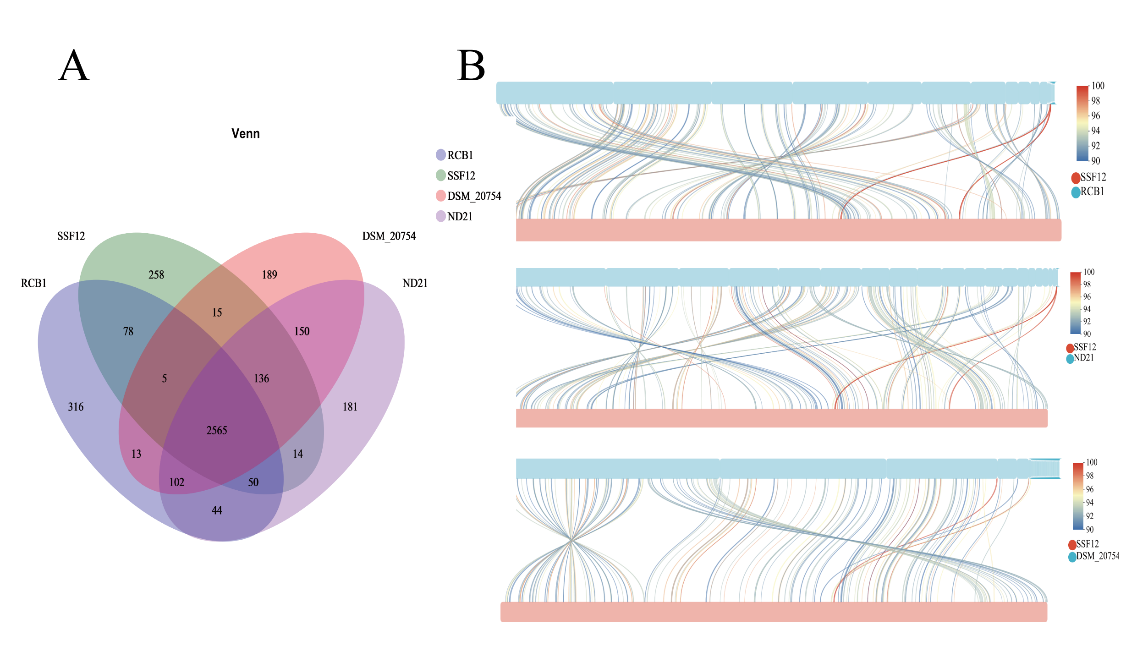 A
B
Venn
RCB1
SSF12
DSM_20754
ND21
SSF12
DSM_20754
RCB1
ND21
258
189
15
78
150
5
136
316
181
2565
13
14
102
50
44
100
98
96
94
92
90
SSF12
RCB1
100
98
96
94
92
90
SSF12
ND21
100
98
96
94
92
90
SSF12
DSM_20754